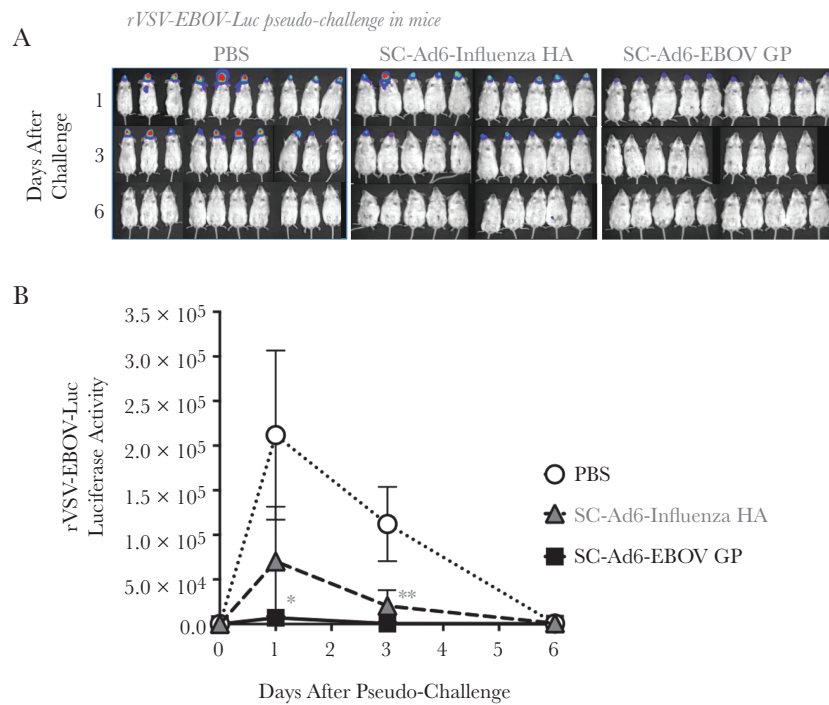 rVSV-EBOV-Luc pseudo-challenge in mice
A
PBS
SC-Ad6-Influenza HA
SC-Ad6-EBOV GP
Days After
Challenge
1
3
6
B
rVSV-EBOV-Luc
Luciferase Activity
3.5 × 10⁵
3.0 × 10⁵
2.5 × 10⁵
2.0 × 10⁵
1.5 × 10⁵
1.0 × 10⁵
5.0 × 10⁴
0.0
*
**
PBS
SC-Ad6-Influenza HA
SC-Ad6-EBOV GP
0 1 2 3 4 5 6
Days After Pseudo-Challenge